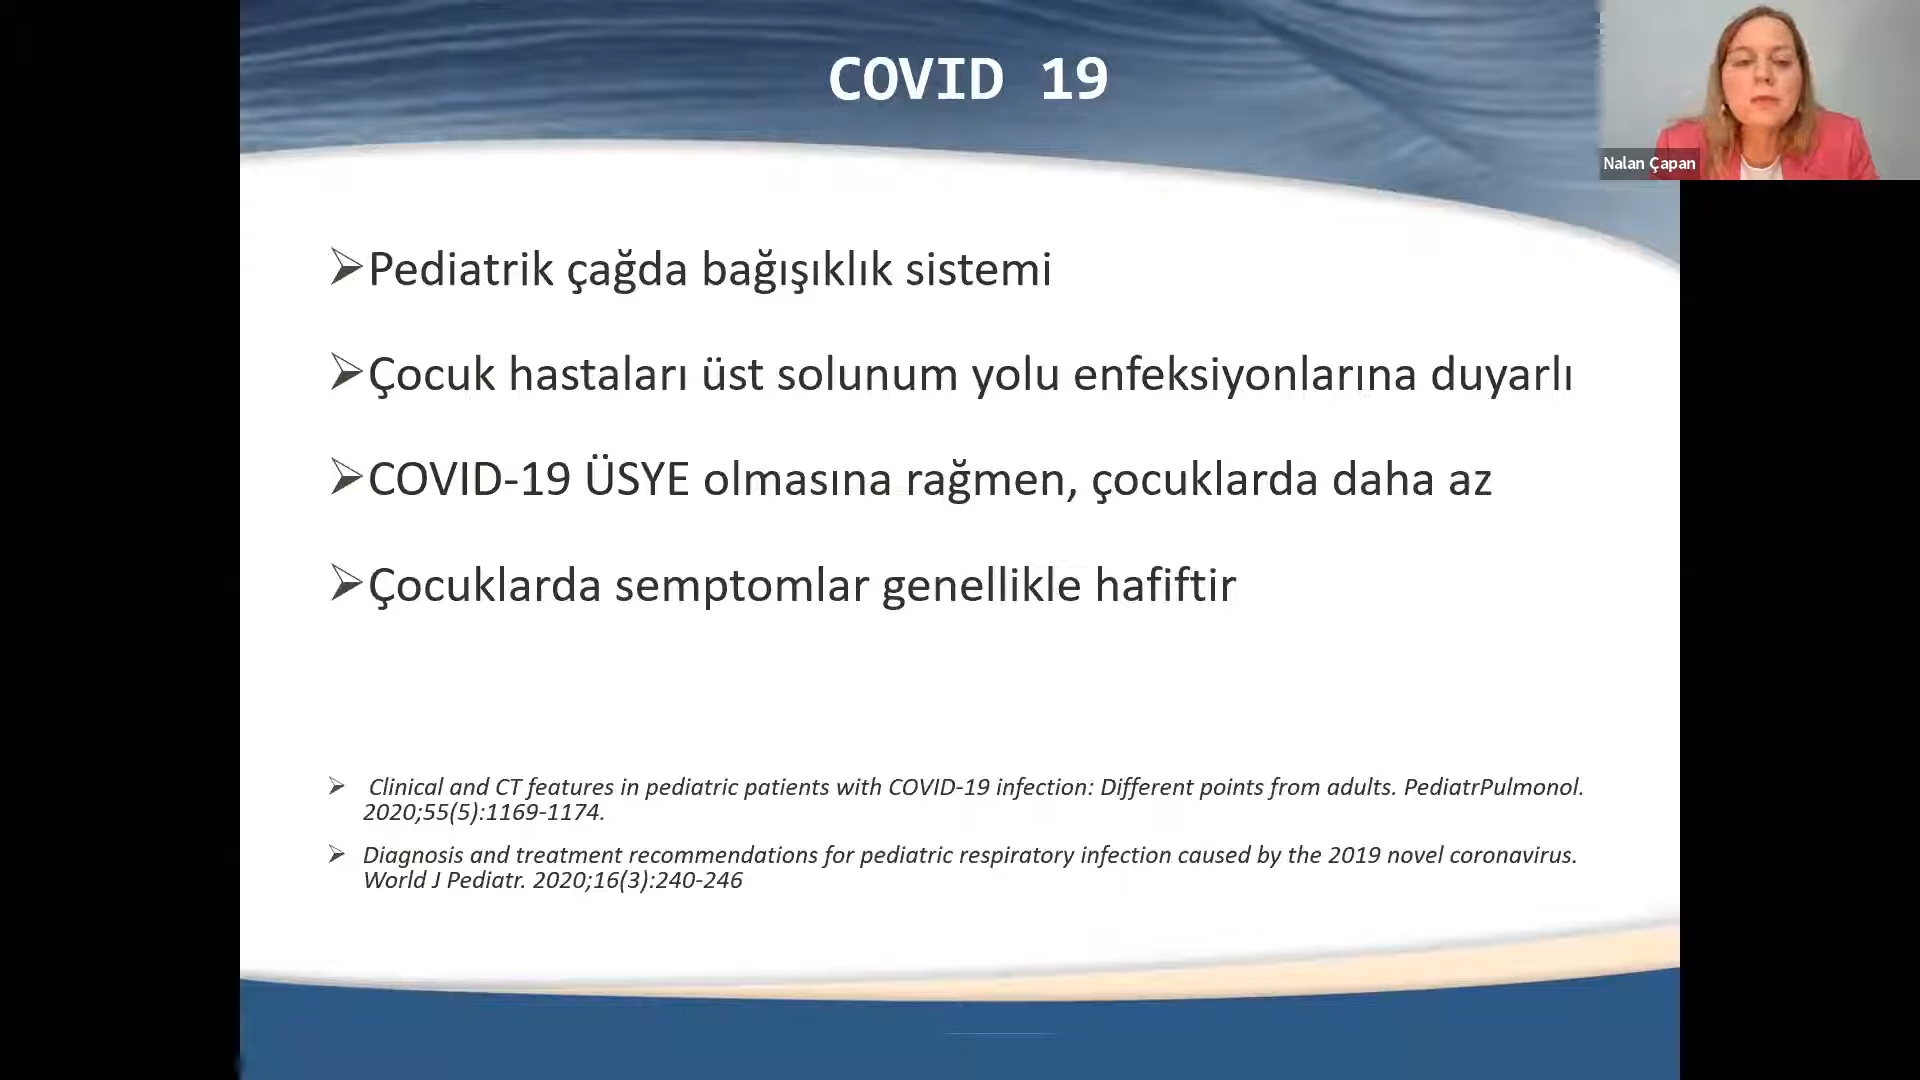 COVID 19
Nalan Çapan
Pediatrik çağda bağışıklık sistemi
Çocuk hastaları üst solunum yolu enfeksiyonlarına duyarlı
COVID-19 ÜSYE olmasına rağmen, çocuklarda daha az
Çocuklarda semptomlar genellikle hafiftir
Clinical and CT features in pediatric patients with COVID-19 infection: Different points from adults. PediatrPulmonol.
2020;55(5):1169-1174.
Diagnosis and treatment recommendations for pediatric respiratory infection caused by the 2019 novel coronavirus.
World J Pediatr. 2020;16(3):240-246